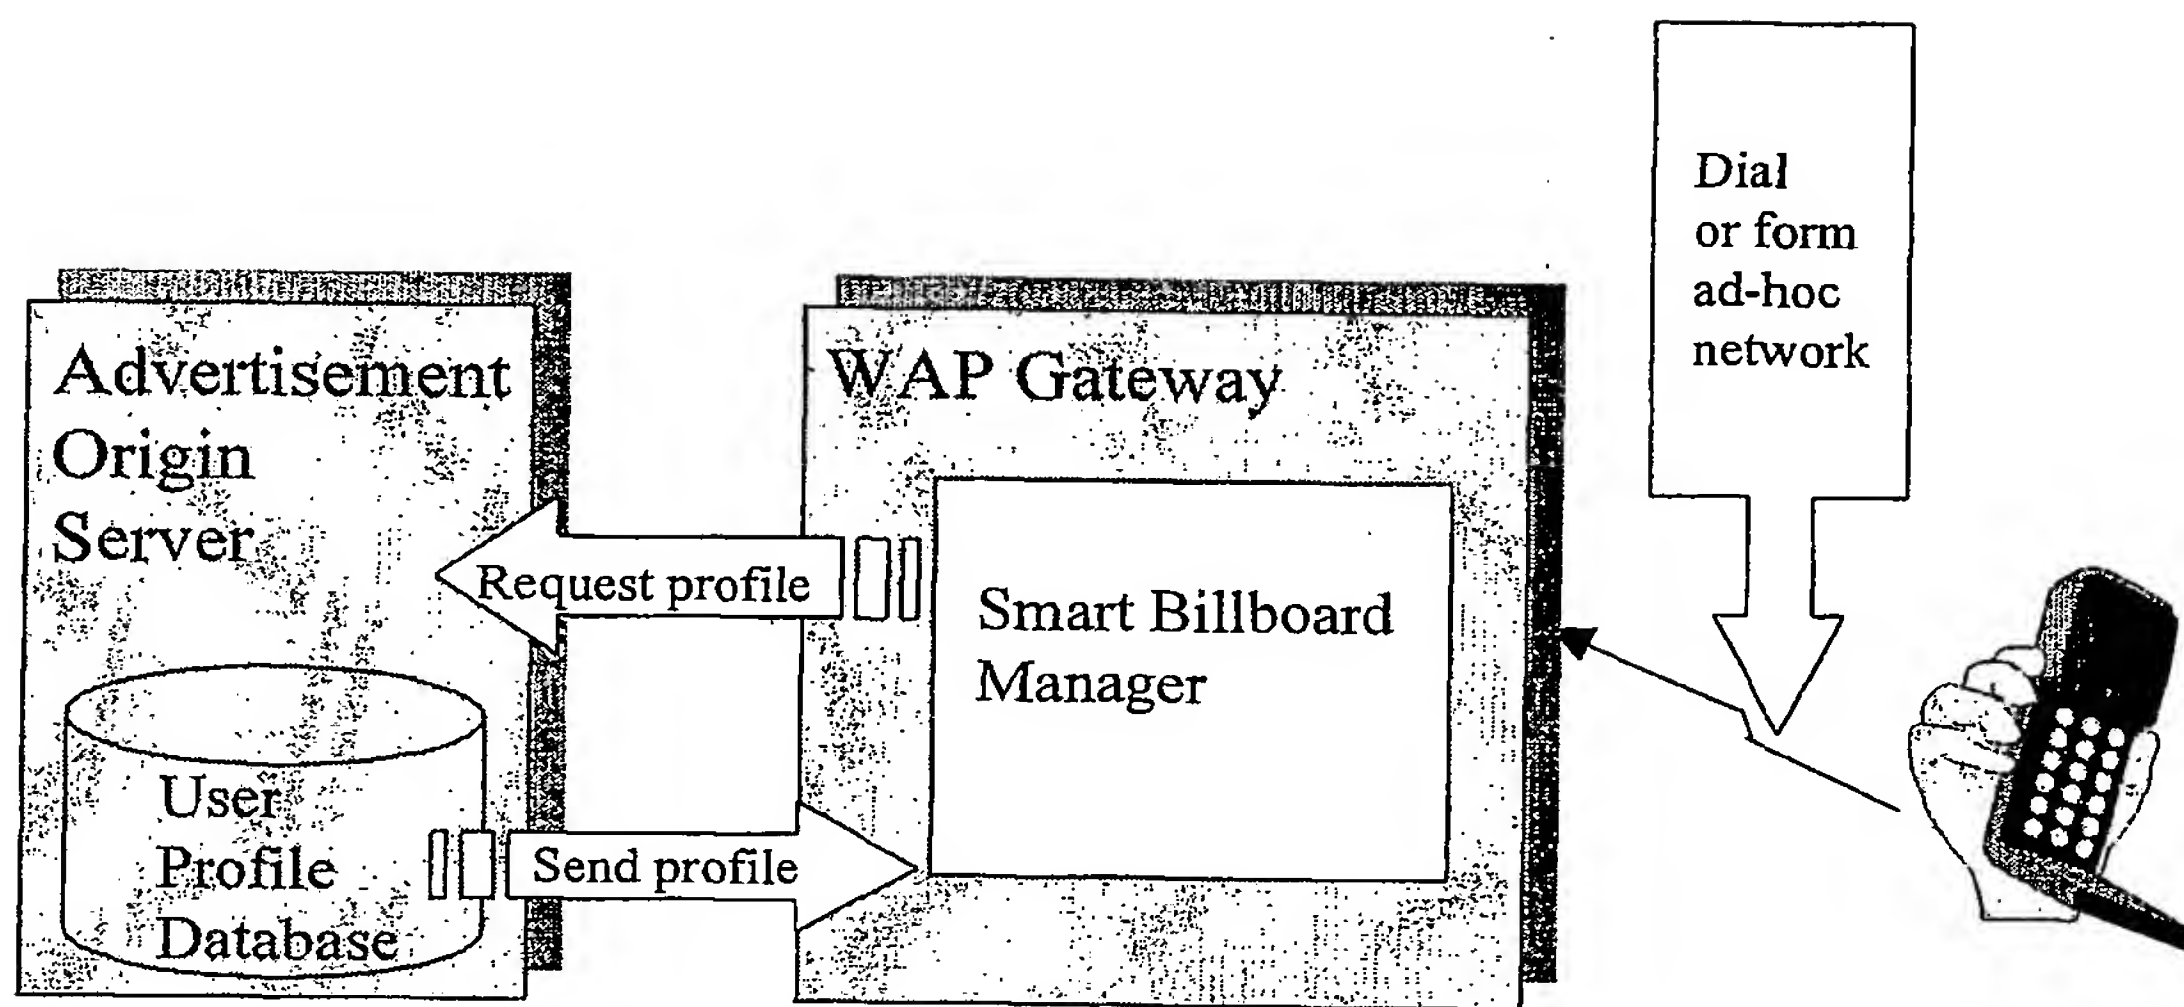 Advertisement
Origin
Server
Request profile
User
Profile
Database
Send profile
WAP Gateway
Smart Billboard
Manager
Dial
or form
ad-hoc
network